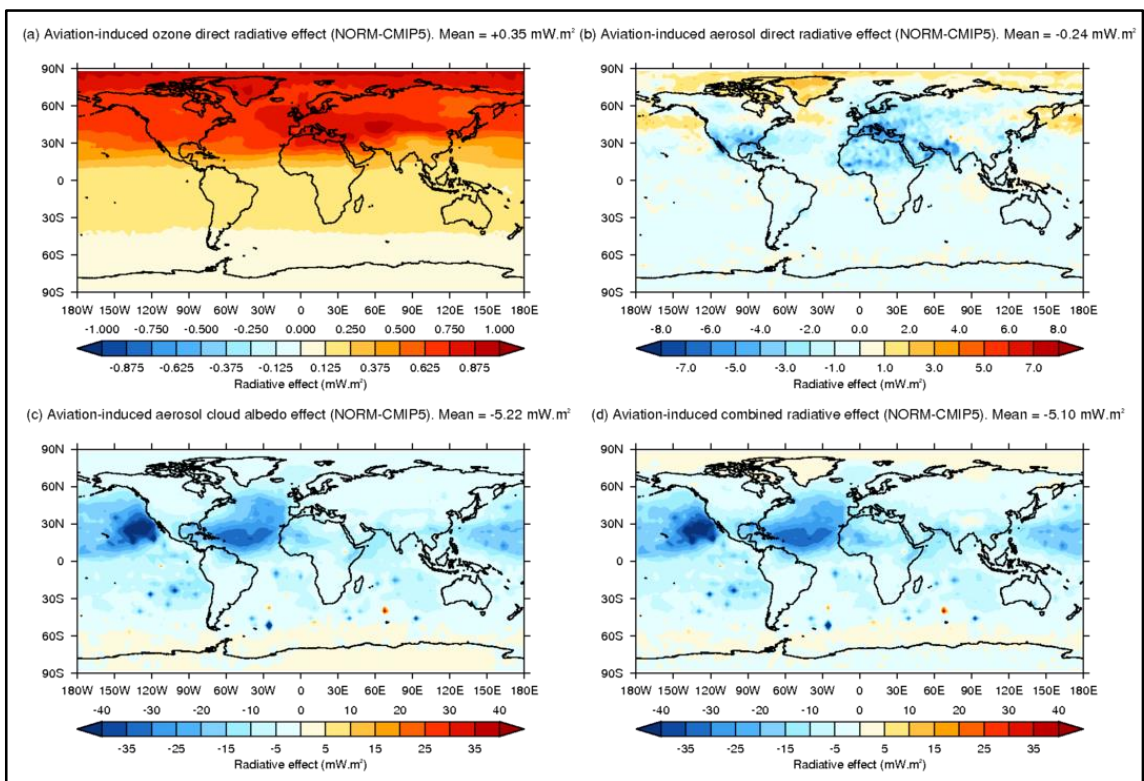 (a) Aviation-induced ozone direct radiative effect (NORM-CMIP5). Mean = +0.35 mW.m²
90N
60N
30N
0
30S
60S
90S
180W 150W 120W 90W 60W 30W 0 30E 60E 90E 120E 150E 180E
-1.000 -0.750 -0.500 -0.250 0.000 0.250 0.500 0.750 1.000
-0.875 -0.625 -0.375 -0.125 0.125 0.375 0.625 0.875
Radiative effect (mW.m²)
(b) Aviation-induced aerosol direct radiative effect (NORM-CMIP5). Mean = -0.24 mW.m²
90N
60N
30N
0
30S
60S
90S
180W 150W 120W 90W 60W 30W 0 30E 60E 90E 120E 150E 180E
-8.0 -6.0 -4.0 -2.0 0.0 2.0 4.0 6.0 8.0
-7.0 -5.0 -3.0 -1.0 1.0 3.0 5.0 7.0
Radiative effect (mW.m²)
(c) Aviation-induced aerosol cloud albedo effect (NORM-CMIP5). Mean = -5.22 mW.m²
90N
60N
30N
0
30S
60S
90S
180W 150W 120W 90W 60W 30W 0 30E 60E 90E 120E 150E 180E
-40 -30 -20 -10 0 10 20 30 40
-35 -25 -15 -5 5 15 25 35
Radiative effect (mW.m²)
(d) Aviation-induced combined radiative effect (NORM-CMIP5). Mean = -5.10 mW.m²
90N
60N
30N
0
30S
60S
90S
180W 150W 120W 90W 60W 30W 0 30E 60E 90E 120E 150E 180E
-40 -30 -20 -10 0 10 20 30 40
-35 -25 -15 -5 5 15 25 35
Radiative effect (mW.m²)